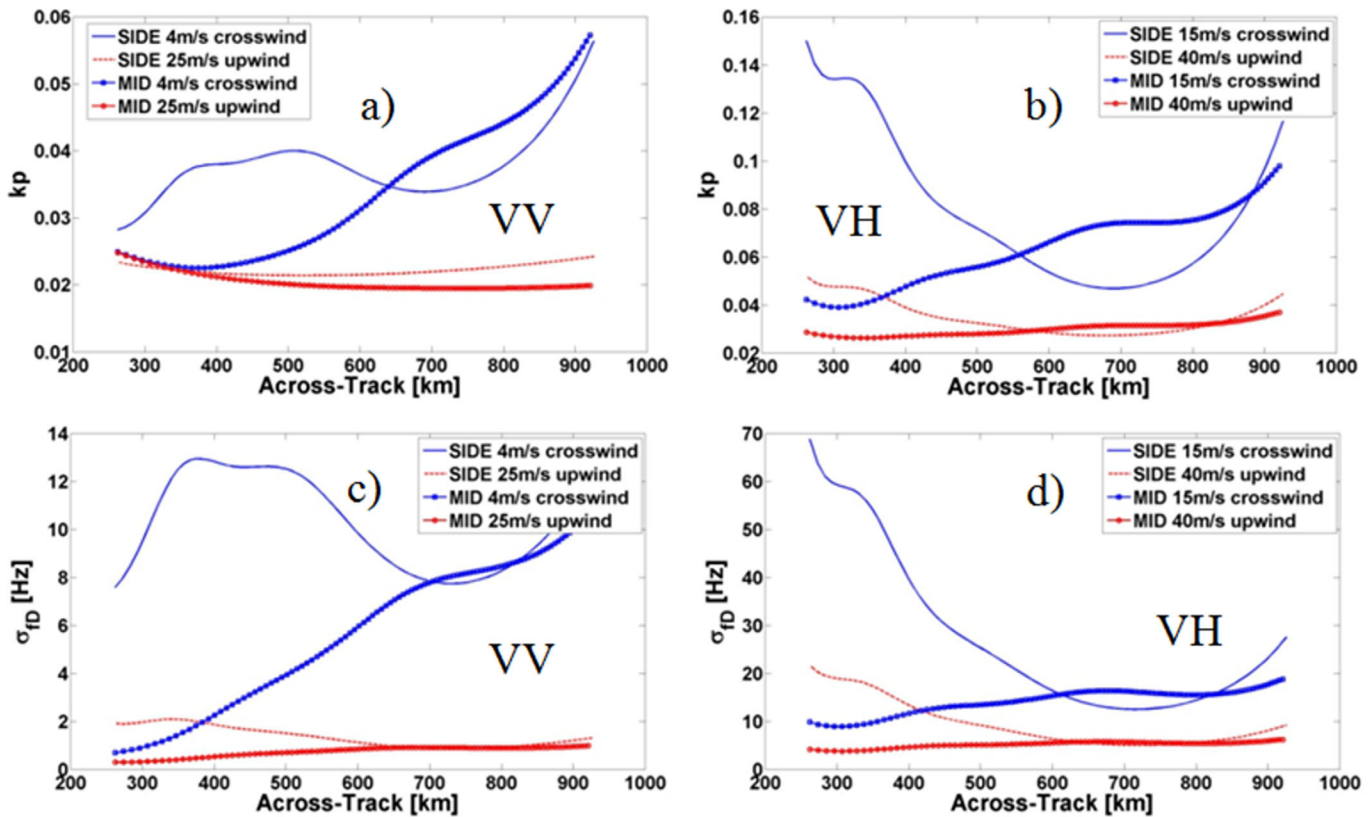 0.06
0.05
0.04
0.03
0.02
0.01
kp
SIDE 4m/s crosswind
SIDE 25m/s upwind
MID 4m/s crosswind
MID 25m/s upwind
a)
VV
200 300 400 500 600 700 800 900 1000
Across-Track [km]
0.16
0.14
0.12
0.1
0.08
0.06
0.04
0.02
kp
SIDE 15m/s crosswind
SIDE 40m/s upwind
MID 15m/s crosswind
MID 40m/s upwind
b)
VH
200 300 400 500 600 700 800 900 1000
Across-Track [km]
14
12
10
8
6
4
2
0
σfD [Hz]
SIDE 4m/s crosswind
SIDE 25m/s upwind
MID 4m/s crosswind
MID 25m/s upwind
c)
VV
200 300 400 500 600 700 800 900 1000
Across-Track [km]
70
60
50
40
30
20
10
0
σfD [Hz]
SIDE 15m/s crosswind
SIDE 40m/s upwind
MID 15m/s crosswind
MID 40m/s upwind
d)
VH
200 300 400 500 600 700 800 900 1000
Across-Track [km]